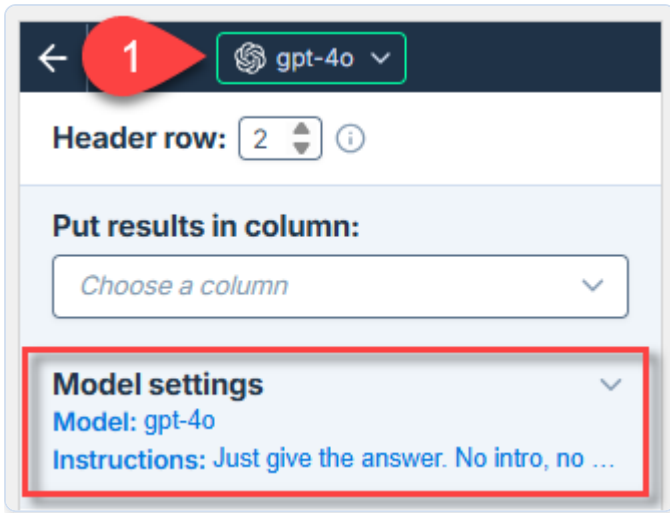 1 gpt-4o
Header row: 2
Put results in column:
Choose a column
Model settings
Model: gpt-4o
Instructions: Just give the answer. No intro, no ...